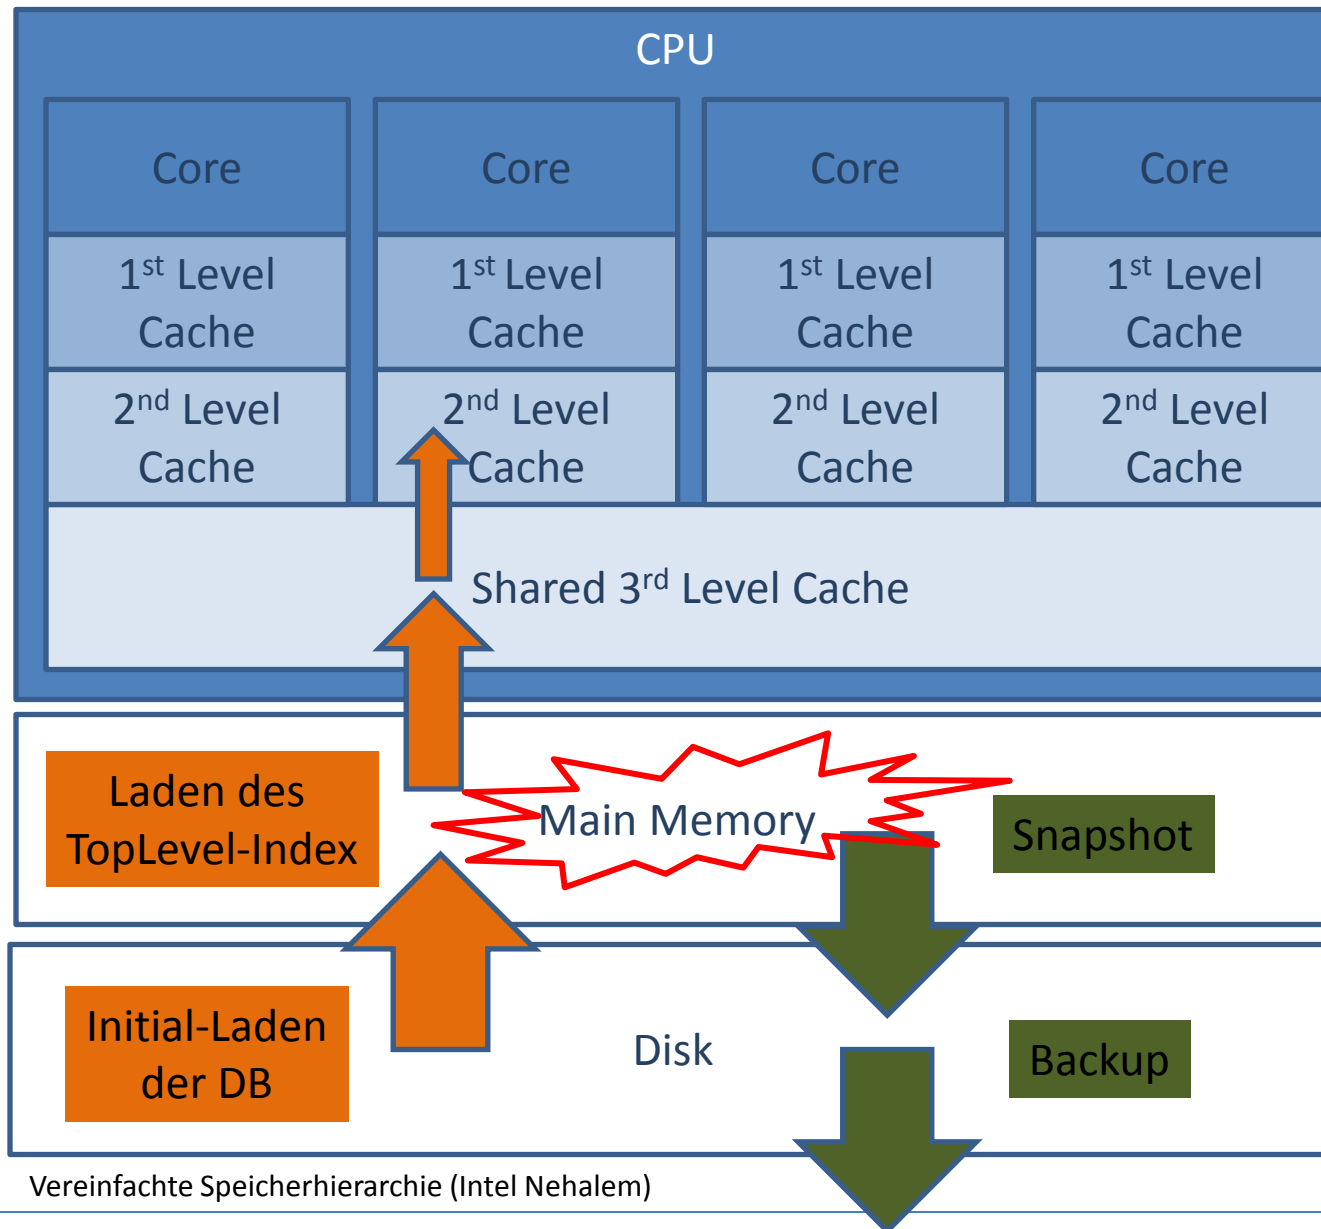 CPU
Core
Core
Core
Core
1st Level
Cache
1st Level
Cache
1st Level
Cache
1st Level
Cache
2nd Level
Cache
2nd Level
Cache
2nd Level
Cache
2nd Level
Cache
Shared 3rd Level Cache
Laden des
TopLevel-Index
Main Memory
Snapshot
Initial-Laden
der DB
Disk
Backup
Vereinfachte Speicherhierarchie (Intel Nehalem)